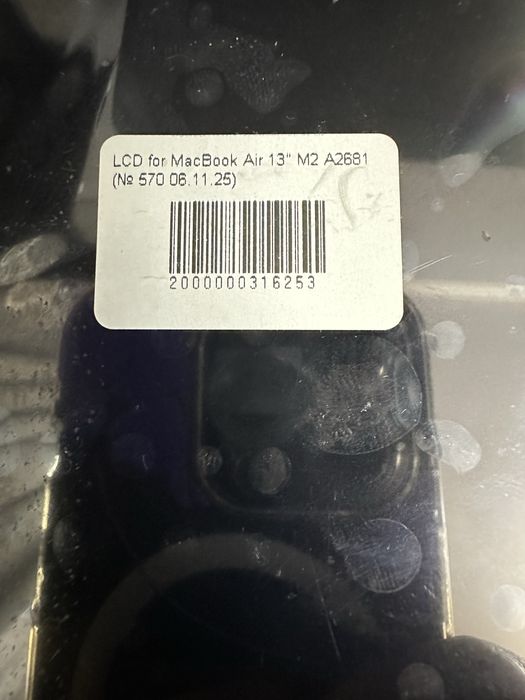 LCD for MacBook Air 13" M2 A2681
(№ 570 06.11.25)
2000000316253